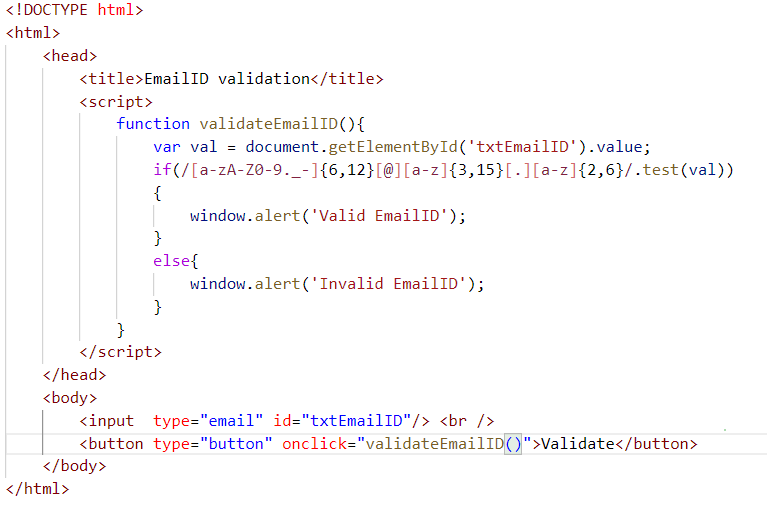 <!DOCTYPE html>
<html>
    <head>
        <title>EmailID validation</title>
        <script>
            function validateEmailID(){
                var val = document.getElementById('txtEmailID').value;
                if(/[a-zA-Z0-9._-]{6,12}[@][a-z]{3,15}[.][a-z]{2,6}/.test(val))
                {
                    window.alert('Valid EmailID');
                }
                else{
                    window.alert('Invalid EmailID');
                }
            }
        </script>
    </head>
    <body>
        <input  type="email" id="txtEmailID"/> <br />
        <button type="button" onclick="validateEmailID()">Validate</button>
    </body>
</html>